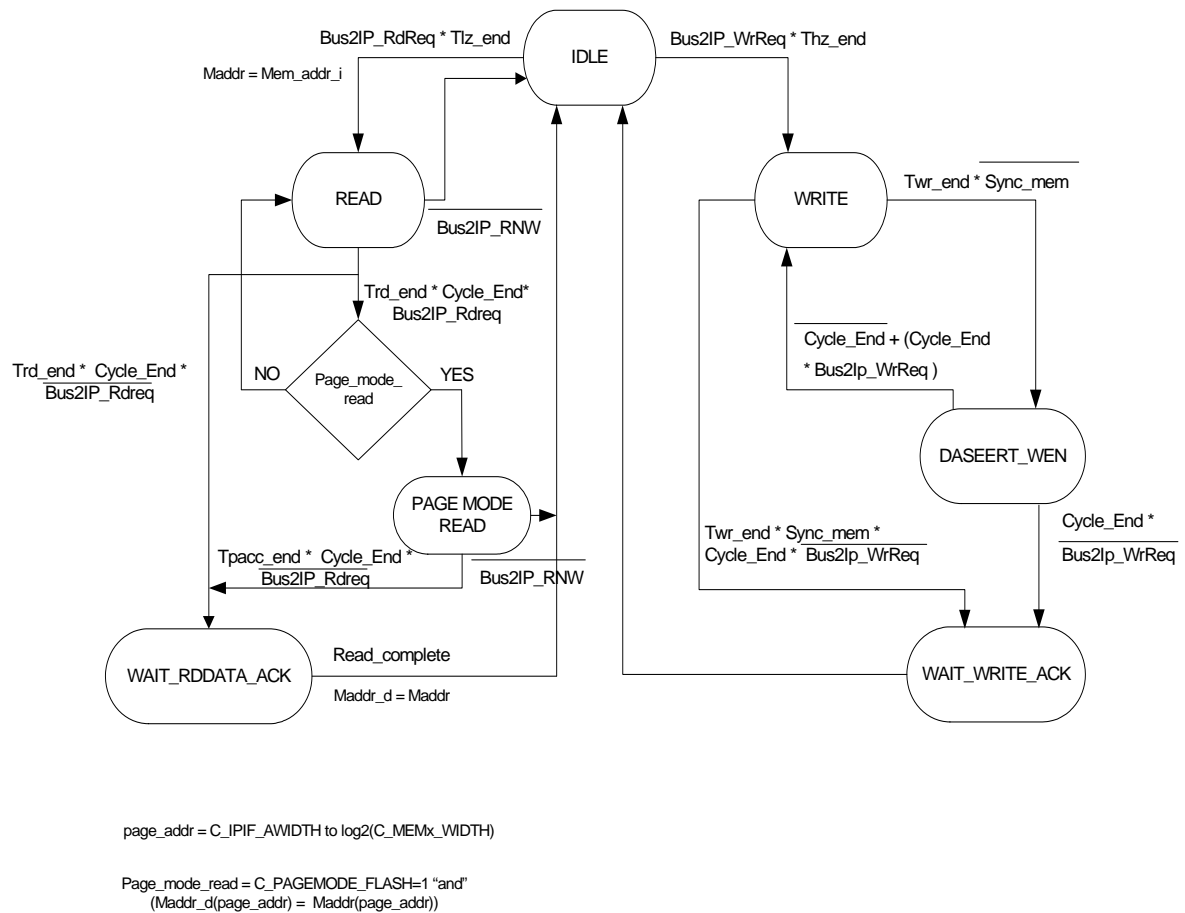 Bus2IP_RdReq * Tlz_end
IDLE
Bus2IP_WrReq * Thz_end
Maddr = Mem_addr_i
READ
Bus2IP_RNW
WRITE
Twr_end * Sync_mem
Trd_end * Cycle_End*
Bus2IP_Rdreq
Trd_end * Cycle_End *
Bus2IP_Rdreq
NO
Page_mode_
read
YES
Cycle_End + (Cycle_End
* Bus2Ip_WrReq )
DASEERT_WEN
PAGE MODE
READ
Tpacc_end * Cycle_End *
Bus2IP_Rdreq
Bus2IP_RNW
Twr_end * Sync_mem *
Cycle_End * Bus2Ip_WrReq
Cycle_End *
Bus2Ip_WrReq
WAIT_RDDATA_ACK
Read_complete
Maddr_d = Maddr
WAIT_WRITE_ACK
page_addr = C_IPIF_AWIDTH to log2(C_MEMx_WIDTH)
Page_mode_read = C_PAGEMODE_FLASH=1 “and”
(Maddr_d(page_addr) = Maddr(page_addr))